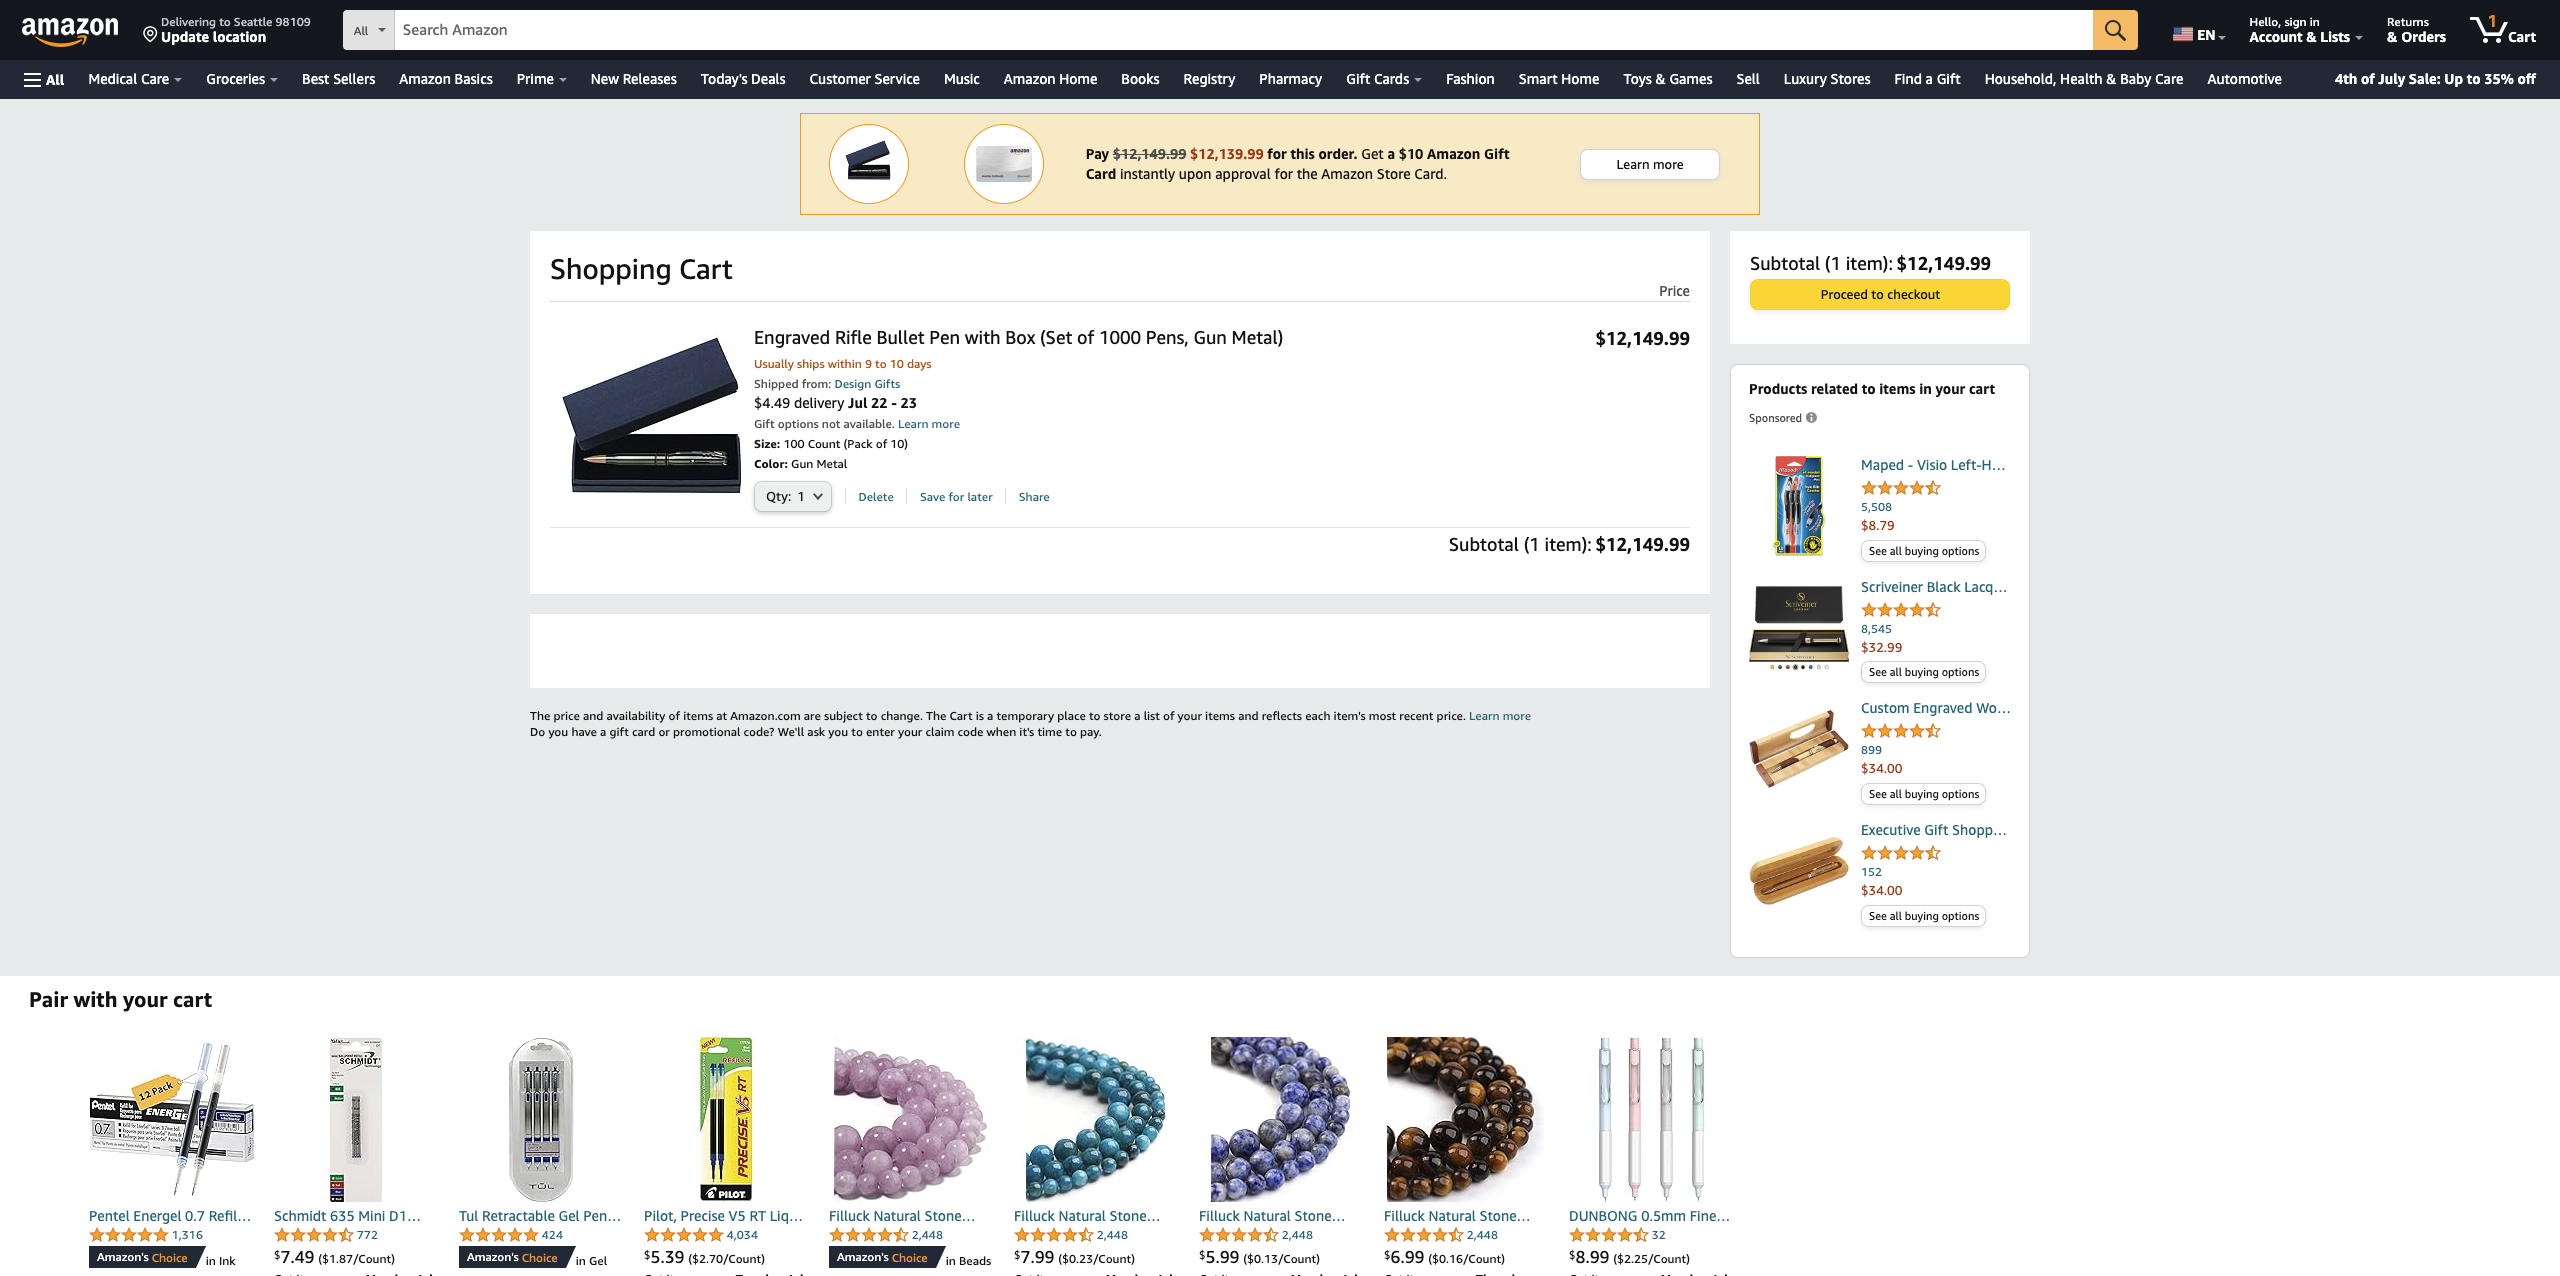 amazon
Delivering to Seattle 98109
Update location
All
Search Amazon
EN
Hello, sign in
Account & Lists
Returns
& Orders
1
Cart
All
Medical Care
Groceries
Best Sellers
Amazon Basics
Prime
New Releases
Today's Deals
Customer Service
Music
Amazon Home
Books
Registry
Pharmacy
Gift Cards
Fashion
Smart Home
Toys & Games
Sell
Luxury Stores
Find a Gift
Household, Health & Baby Care
Automotive
4th of July Sale: Up to 35% off
amazon
Pay $12,149.99 $12,139.99 for this order. Get a $10 Amazon Gift
Card instantly upon approval for the Amazon Store Card.
Learn more
Shopping Cart
Price
Engraved Rifle Bullet Pen with Box (Set of 1000 Pens, Gun Metal)
$12,149.99
Usually ships within 9 to 10 days
Shipped from: Design Gifts
$4.49 delivery Jul 22 - 23
Gift options not available. Learn more
Size: 100 Count (Pack of 10)
Color: Gun Metal
Qty: 1
Delete
Save for later
Share
Subtotal (1 item): $12,149.99
The price and availability of items at Amazon.com are subject to change. The Cart is a temporary place to store a list of your items and reflects each item's most recent price. Learn more
Do you have a gift card or promotional code? We'll ask you to enter your claim code when it's time to pay.
Subtotal (1 item): $12,149.99
Proceed to checkout
Products related to items in your cart
Sponsored
Maped
Maped - Visio Left-H...
5,508
$8.79
See all buying options
Scriveiner
Scriveiner Black Lacq...
8,545
$32.99
See all buying options
Custom Engraved Wo...
899
$34.00
See all buying options
Executive Gift Shopp...
152
$34.00
See all buying options
Pair with your cart
12 Pack
Pentel
ENERGE
0.7
Pentel Energel 0.7 Refil...
1,316
Amazon's Choice in Ink
SCHMIDT
Schmidt 635 Mini D1...
772
$7.49 ($1.87/Count)
TUL
Tul Retractable Gel Pen...
424
Amazon's Choice in Gel
NEW!
REFILLS
PRECISE V5 RT
PILOT
Pilot, Precise V5 RT Liq...
4,034
$5.39 ($2.70/Count)
Filluck Natural Stone...
2,448
Amazon's Choice in Beads
Filluck Natural Stone...
2,448
$7.99 ($0.23/Count)
Filluck Natural Stone...
2,448
$5.99 ($0.13/Count)
Filluck Natural Stone...
2,448
$6.99 ($0.16/Count)
DUNBONG 0.5mm Fine...
32
$8.99 ($2.25/Count)